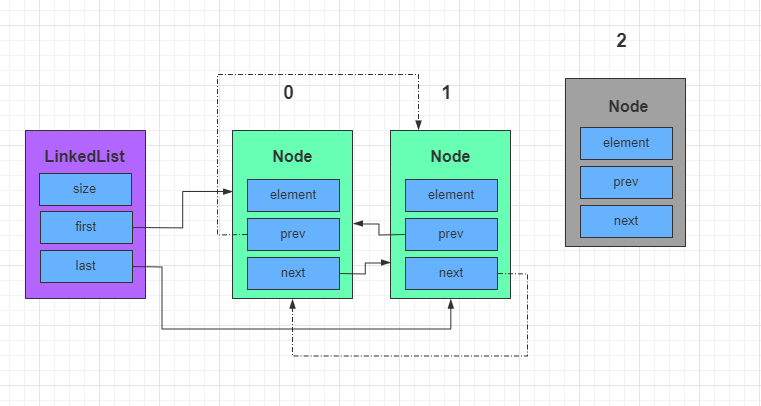 2
0
1
LinkedList
size
first
last
Node
element
prev
next
Node
element
prev
next
Node
element
prev
next